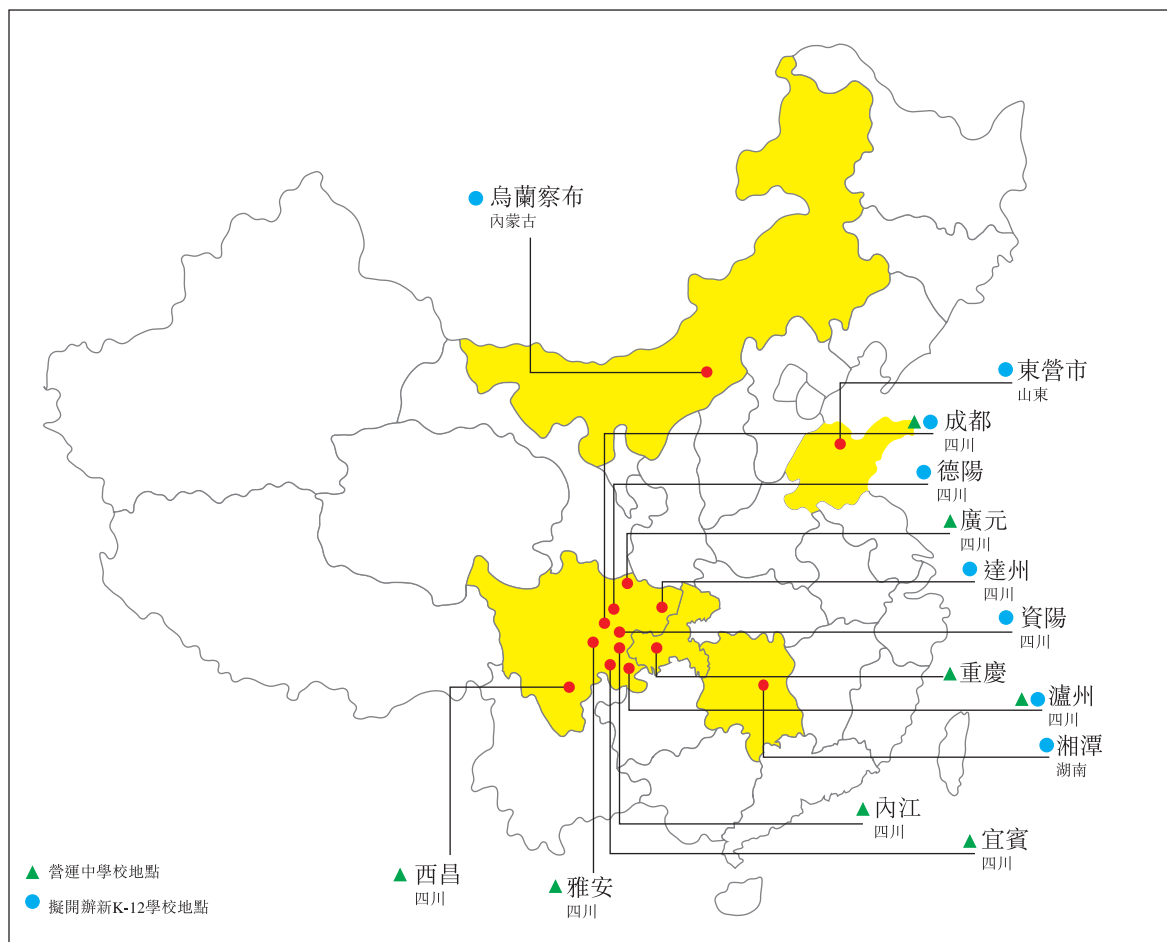 烏蘭察布
內蒙古
東營市
山東
成都
四川
德陽
四川
廣元
四川
達州
四川
資陽
四川
重慶
瀘州
四川
湘潭
湖南
內江
四川
宜賓
四川
西昌
四川
雅安
四川
營運中學校地點
擬開辦新K-12學校地點